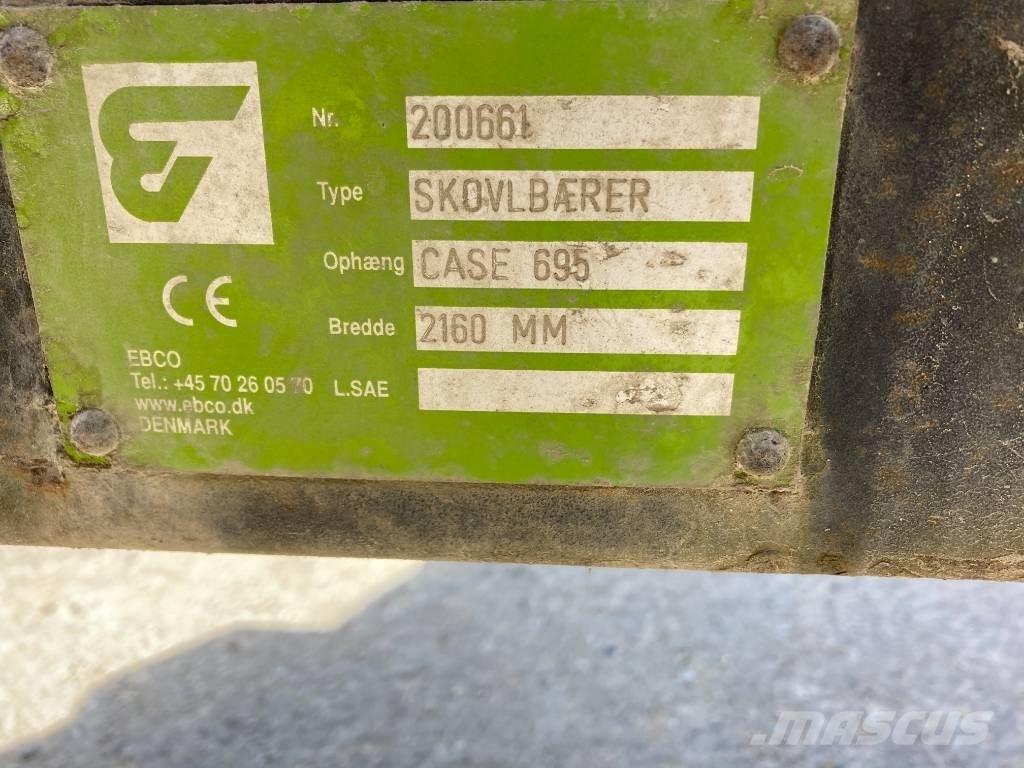 Nr. 200661
Type SKOVLBÆRER
Ophæng CASE 695
Bredde 2160 MM
L.SAE
CE
EBCO
Tel.: +45 70 26 05 70
www.ebco.dk
DENMARK
MASCUS